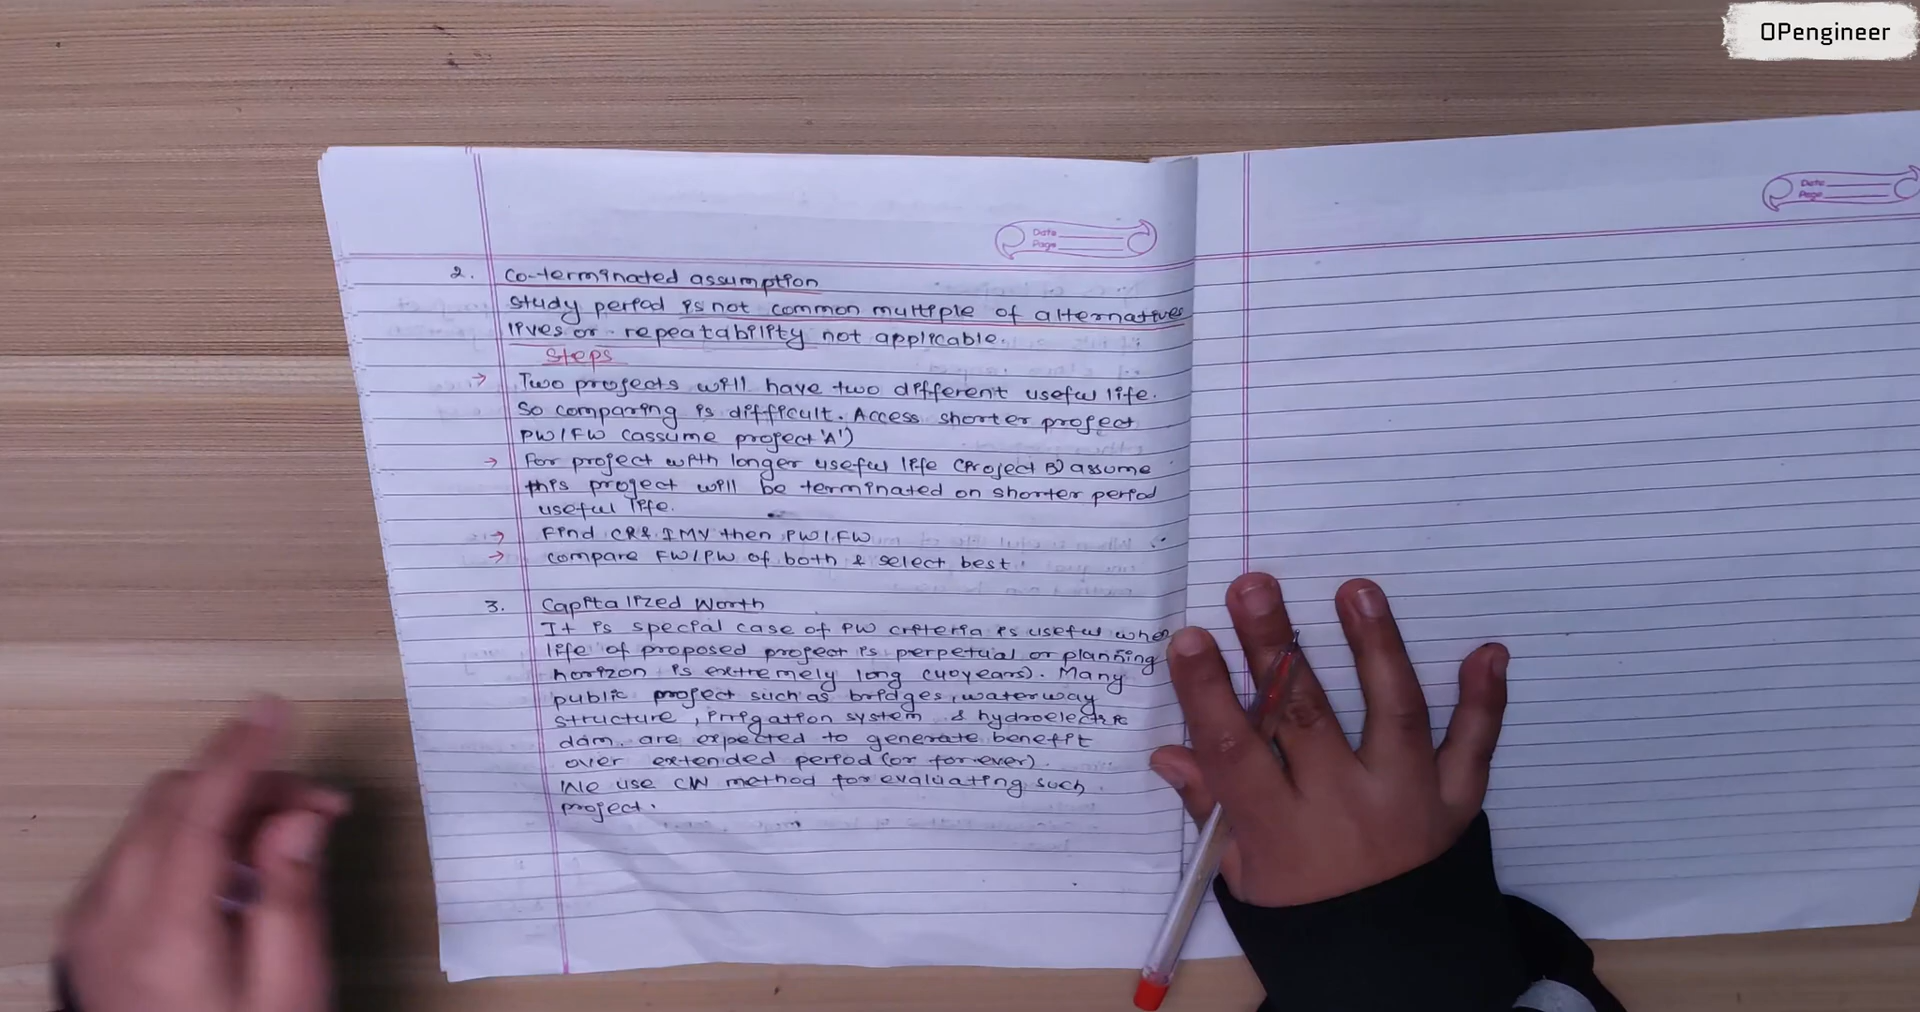 OPengineer
Date
Page
Date
Page
2. Co-terminated assumption
study period is not common multiple of alternatives
lives or repeatability not applicable.
Steps
→ Two projects will have two different useful life.
So comparing is difficult. Access shorter project
PW/FW (assume project 'A')
→ For project with longer useful life (Project B) assume
this project will be terminated on shorter period
useful life.
→ Find CR & IMV then PW/FW
→ compare FW/PW of both & select best.
3. Capitalized Worth
It is special case of PW criteria is useful when
life of proposed project is perpetual or planning
horizon is extremely long (40years). Many
public project such as bridges, waterway
structure, irrigation system & hydroelectric
dam. are expected to generate benefit
over extended period (or forever).
We use CW method for evaluating such
project.